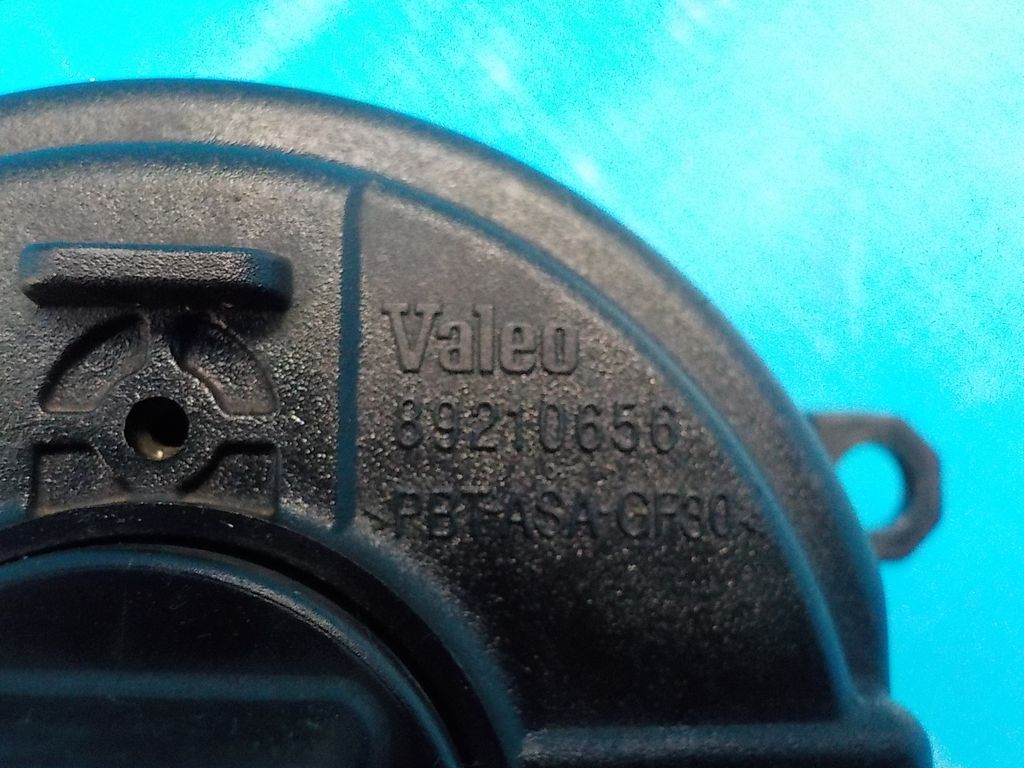 Valeo
89210656
>PBT-ASA-GF30<